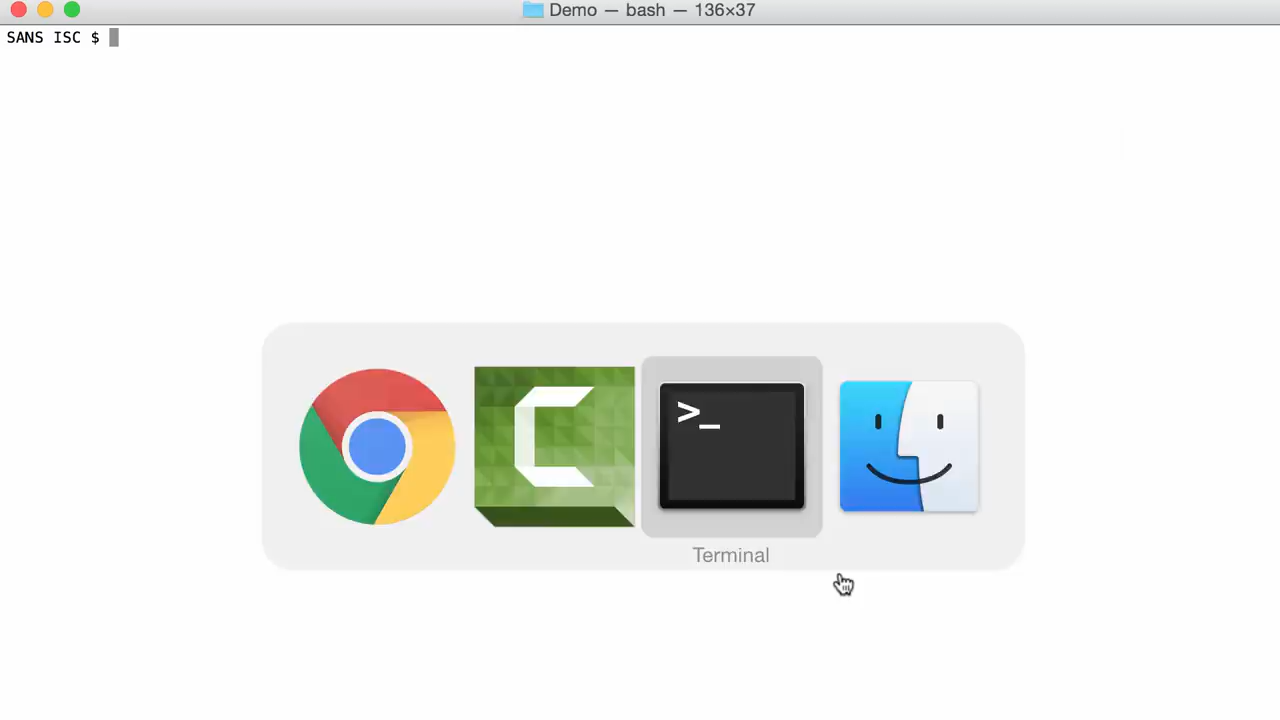 Demo — bash — 136×37
SANS ISC $
>_
Terminal